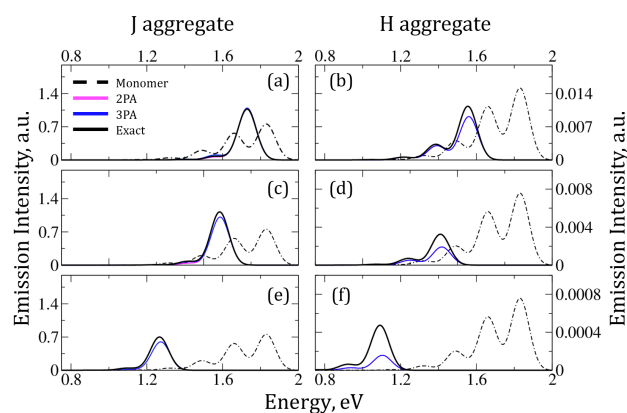 J aggregate H aggregate
0.8 1.2 1.6 2 0.8 1.2 1.6 2
Monomer
2PA
3PA
Exact
(a) (b)
1.4 0.014
0.7 0.007
0 0
(c) (d)
1.4 0.008
0.7 0.004
0 0
(e) (f)
1.4 0.0008
0.7 0.0004
0 0
0.8 1.2 1.6 2 0.8 1.2 1.6 2
Emission Intensity, a.u.
Emission Intensity, a.u.
Energy, eV